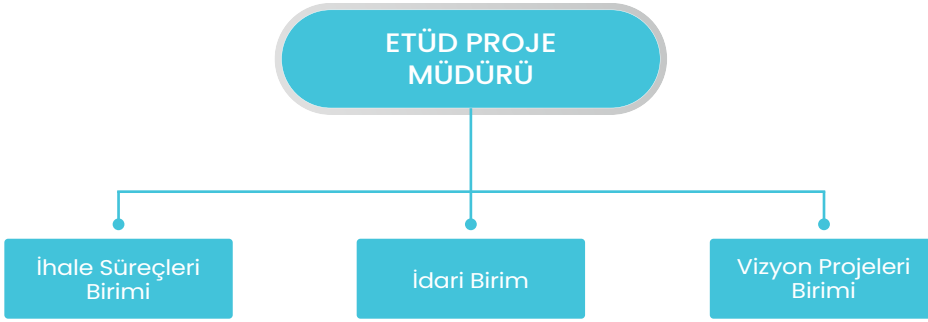 ETÜD PROJE
MÜDÜRÜ
İhale Süreçleri
Birimi
İdari Birim
Vizyon Projeleri
Birimi